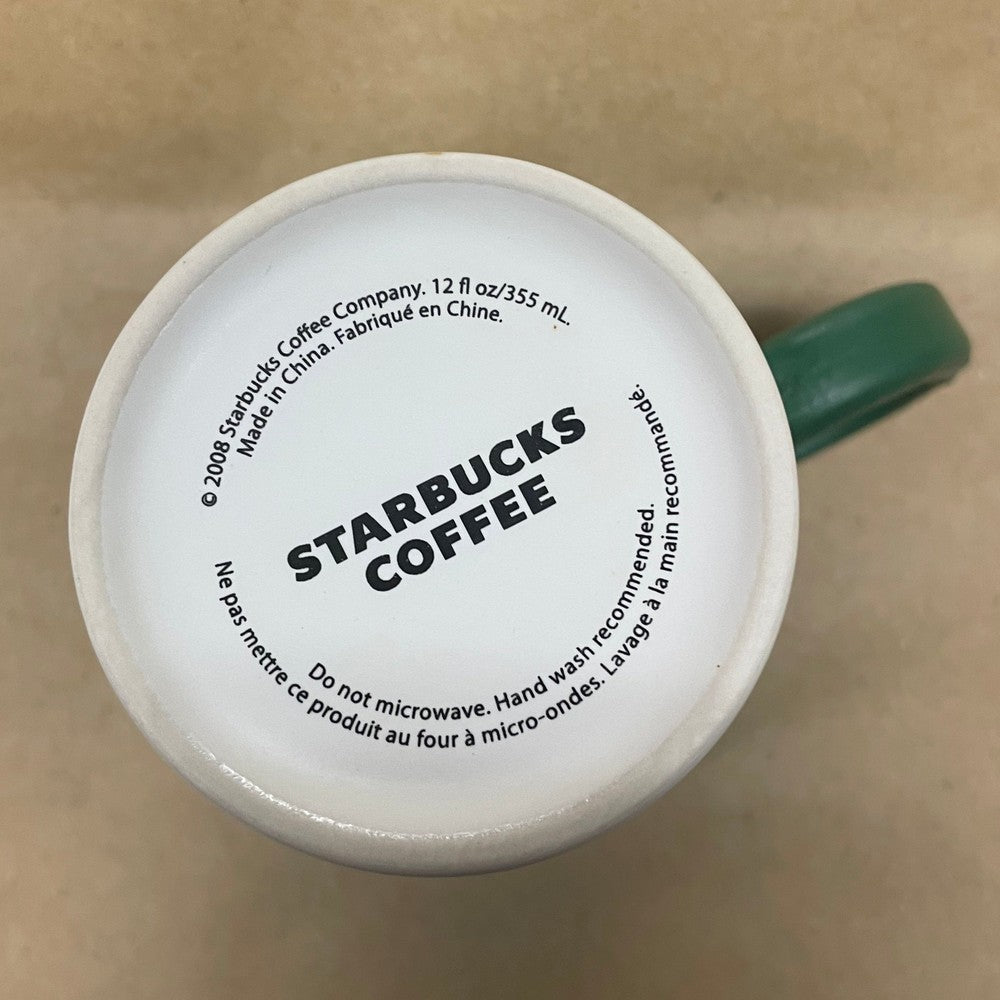 © 2008 Starbucks Coffee Company. 12 fl oz/355 mL.
Made in China. Fabriqué en Chine.
STARBUCKS
COFFEE
Do not microwave. Hand wash recommended.
Ne pas mettre ce produit au four à micro-ondes. Lavage à la main recommandé.